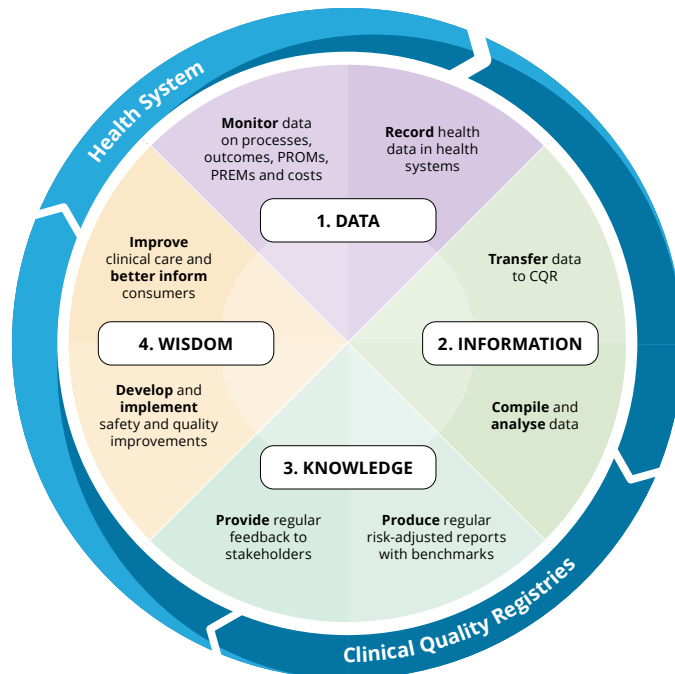 Health System
Monitor data
on processes,
outcomes, PROMs,
PREMs and costs
Record health
data in health
systems
1. DATA
Improve
clinical care and
better inform
consumers
Transfer data
to CQR
4. WISDOM
2. INFORMATION
Develop and
implement
safety and quality
improvements
Compile and
analyse data
3. KNOWLEDGE
Provide regular
feedback to
stakeholders
Produce regular
risk-adjusted reports
with benchmarks
Clinical Quality Registries